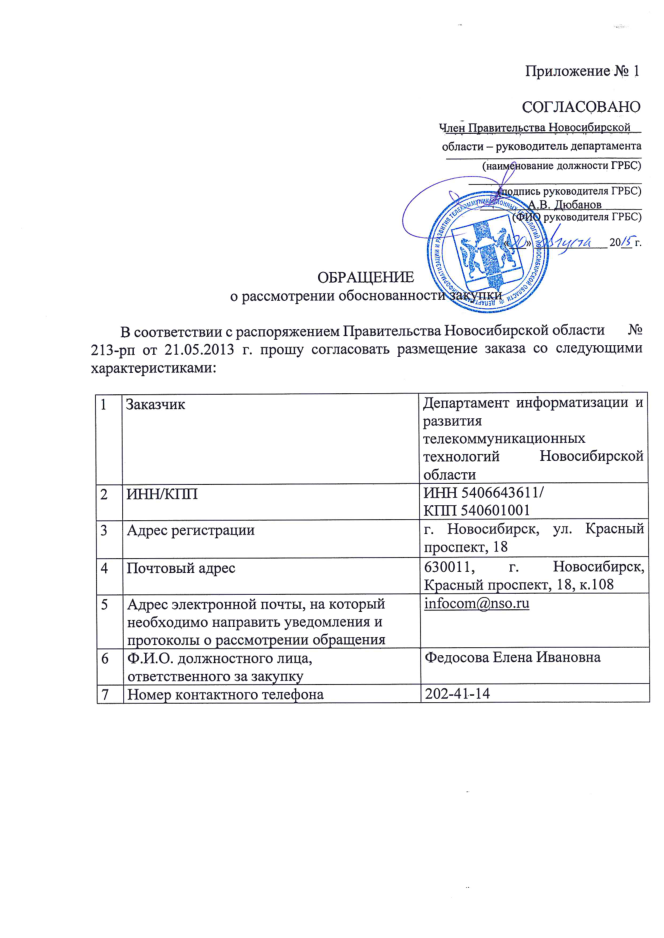 Приложение № 1
СОГЛАСОВАНО
Член Правительства Новосибирской
области – руководитель департамента
(наименование должности ГРБС)
(подпись руководителя ГРБС)
А.В. Дюбанов
(ФИО руководителя ГРБС)
«20» августа 2015 г.
ОБРАЩЕНИЕ
о рассмотрении обоснованности закупки
В соответствии с распоряжением Правительства Новосибирской области №
213-рп от 21.05.2013 г. прошу согласовать размещение заказа со следующими
характеристиками:
1 Заказчик Департамент информатизации и
развития
телекоммуникационных
технологий Новосибирской
области
2 ИНН/КПП ИНН 5406643611/
КПП 540601001
3 Адрес регистрации г. Новосибирск, ул. Красный
проспект, 18
4 Почтовый адрес 630011, г. Новосибирск,
Красный проспект, 18, к.108
5 Адрес электронной почты, на который infocom@nso.ru
необходимо направить уведомления и
протоколы о рассмотрении обращения
6 Ф.И.О. должностного лица, Федосова Елена Ивановна
ответственного за закупку
7 Номер контактного телефона 202-41-14